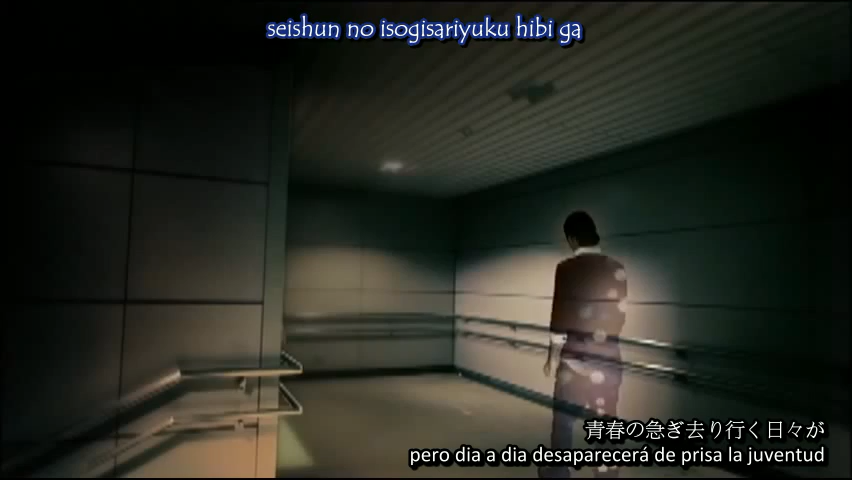 seishun no isogisariyuku hibi ga
青春の急ぎ去り行く日々が
pero dia a dia desaparecerá de prisa la juventud